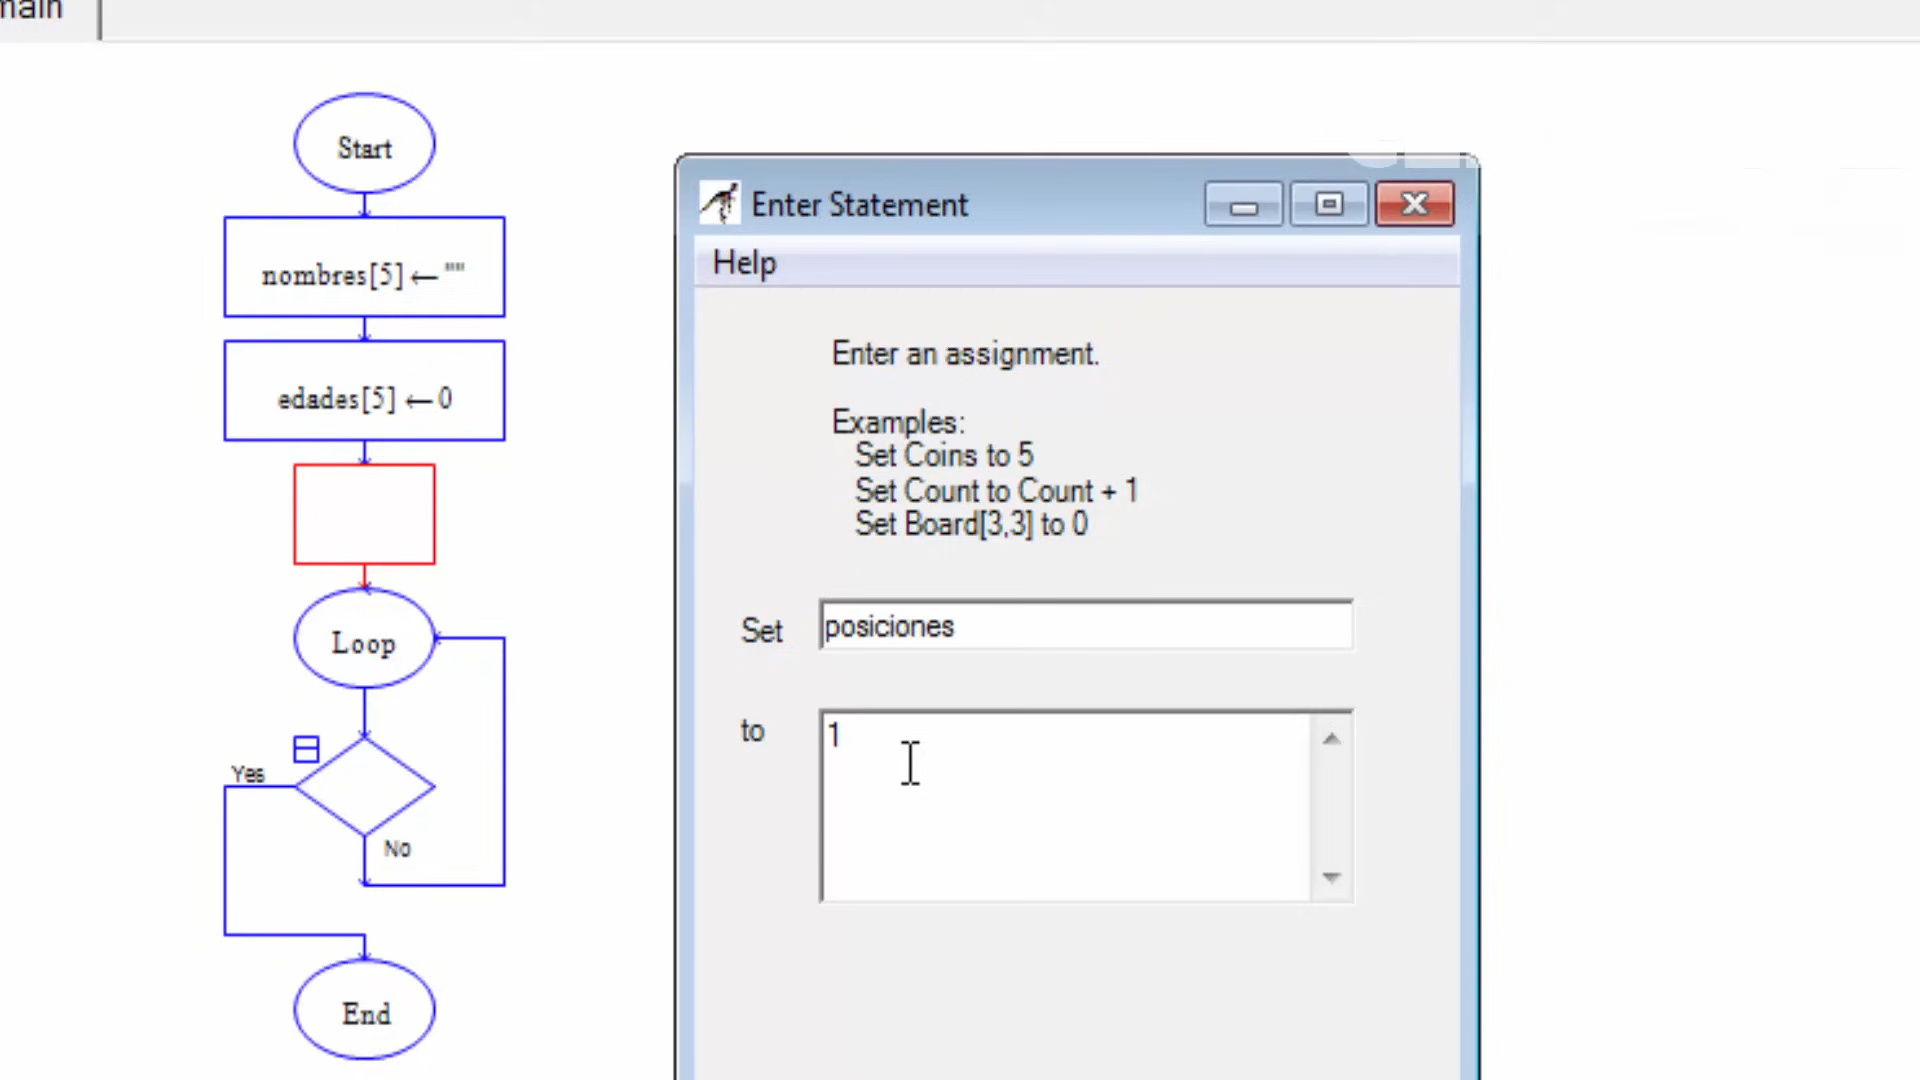 main
Start
nombres[5] ← ""
edades[5] ← 0
Loop
Yes
No
End
Enter Statement
Help
Enter an assignment.
Examples:
Set Coins to 5
Set Count to Count + 1
Set Board[3,3] to 0
Set posiciones
to 1